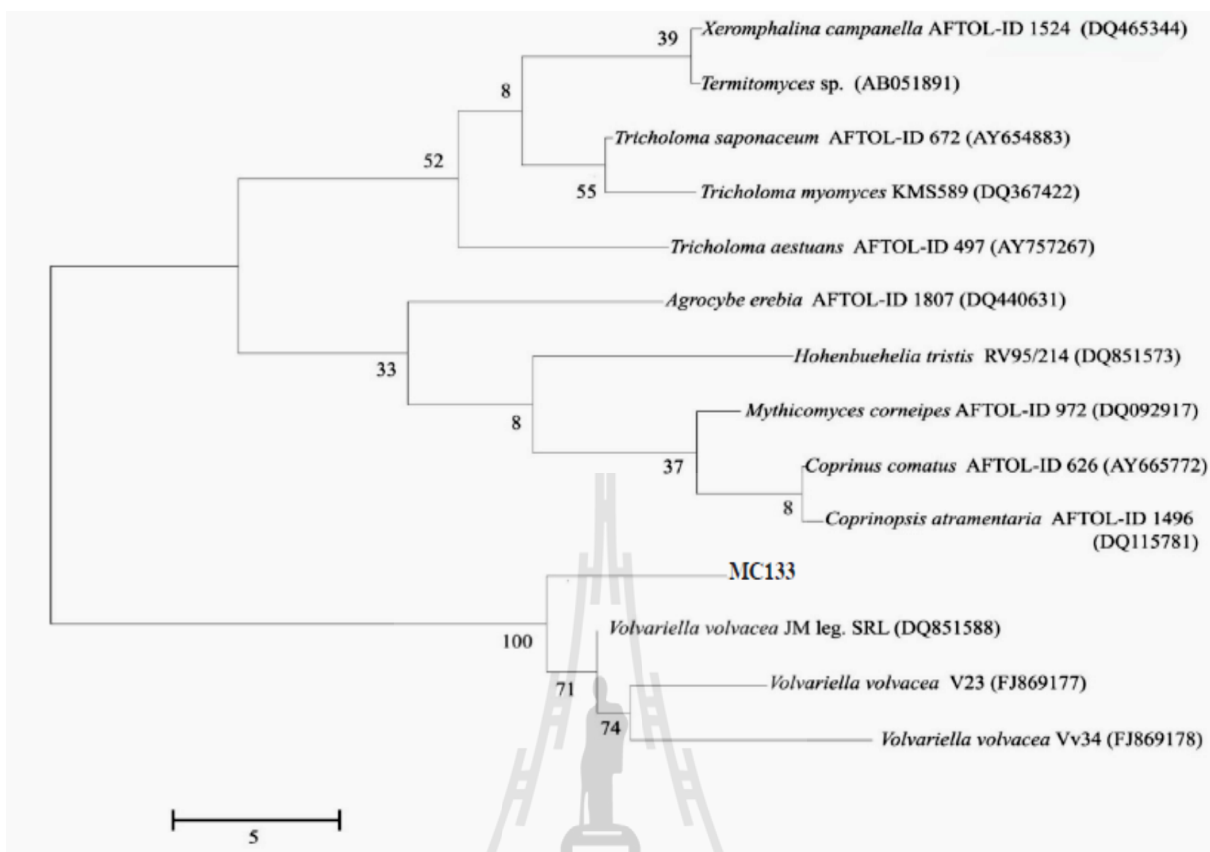 39
Xeromphalina campanella AFTOL-ID 1524 (DQ465344)
Termitomyces sp. (AB051891)
8
Tricholoma saponaceum AFTOL-ID 672 (AY654883)
52
55
Tricholoma myomyces KMS589 (DQ367422)
Tricholoma aestuans AFTOL-ID 497 (AY757267)
Agrocybe erebia AFTOL-ID 1807 (DQ440631)
33
Hohenbuehelia tristis RV95/214 (DQ851573)
8
Mythicomyces corneipes AFTOL-ID 972 (DQ092917)
37
Coprinus comatus AFTOL-ID 626 (AY665772)
8
Coprinopsis atramentaria AFTOL-ID 1496
(DQ115781)
MC133
100
Volvariella volvacea JM leg. SRL (DQ851588)
71
Volvariella volvacea V23 (FJ869177)
74
Volvariella volvacea Vv34 (FJ869178)
5